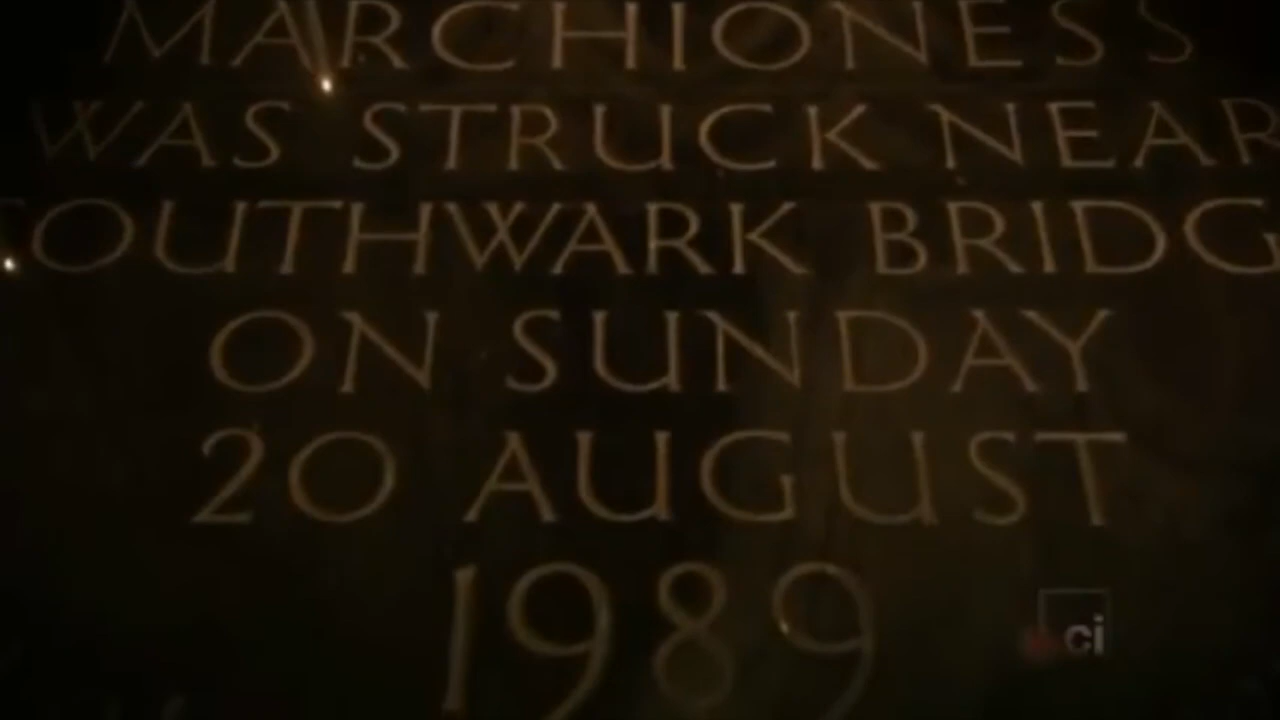 MARCHIONESS
WAS STRUCK NEAR
OUTHWARK BRIDG
ON SUNDAY
20 AUGUST
1989
ci